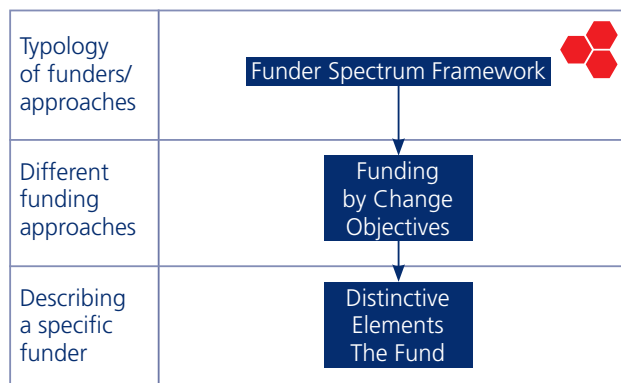 Typology
of funders/
approaches
Funder Spectrum Framework
Different
funding
approaches
Funding
by Change
Objectives
Describing
a specific
funder
Distinctive
Elements
The Fund